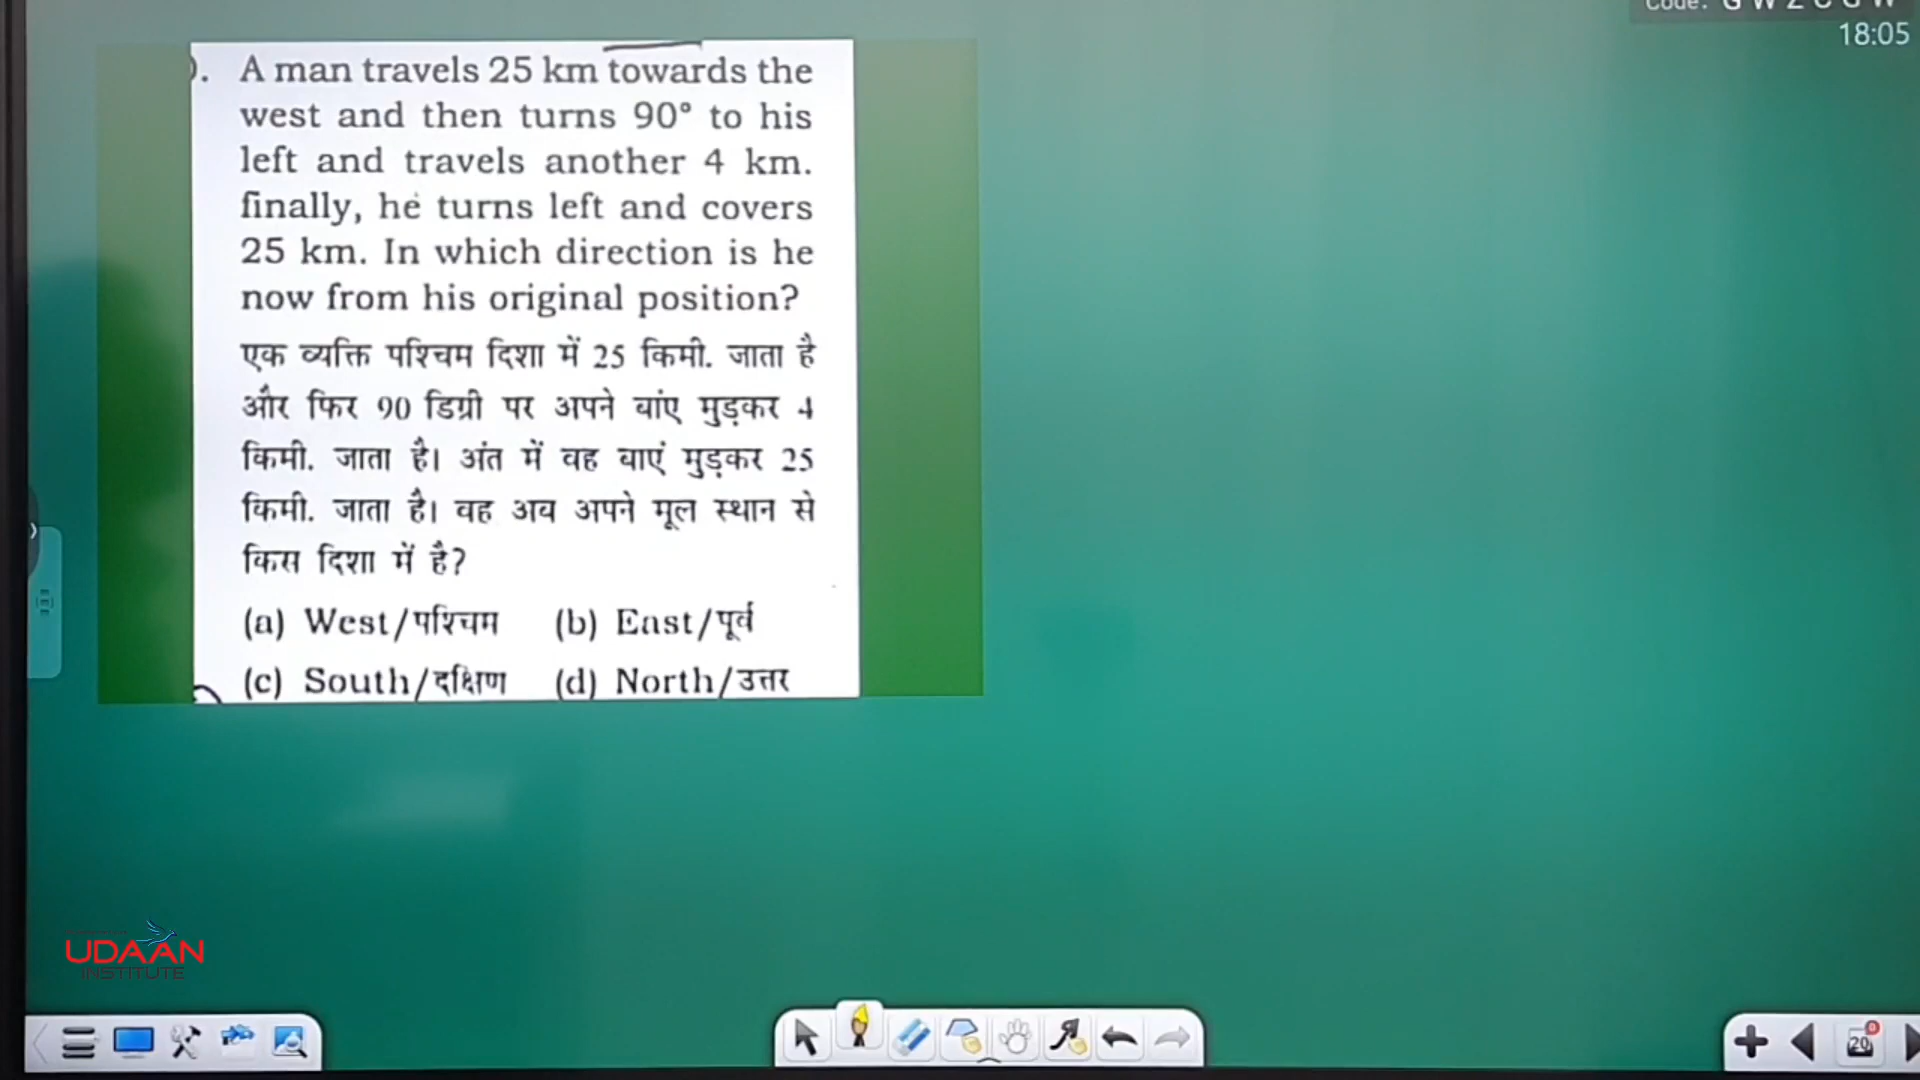 18:05
). A man travels 25 km towards the
west and then turns 90° to his
left and travels another 4 km.
finally, he turns left and covers
25 km. In which direction is he
now from his original position?
एक व्यक्ति पश्चिम दिशा में 25 किमी. जाता है
और फिर 90 डिग्री पर अपने बांए मुड़कर 4
किमी. जाता है। अंत में वह बाएं मुड़कर 25
किमी. जाता है। वह अब अपने मूल स्थान से
किस दिशा में है?
(a) West/पश्चिम (b) East/पूर्व
(c) South/दक्षिण (d) North/उत्तर
UDAAN
INSTITUTE
20